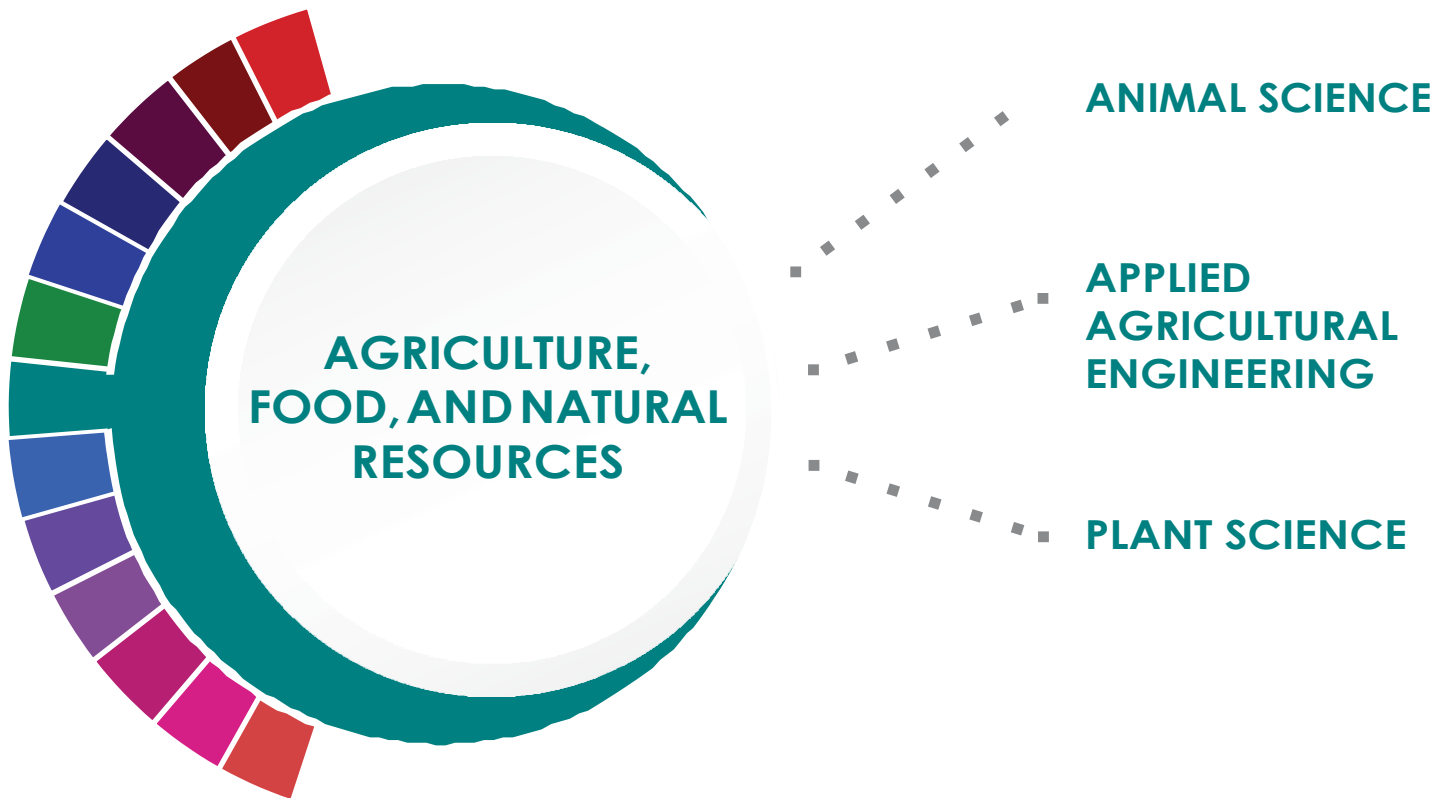 AGRICULTURE,
FOOD, AND NATURAL
RESOURCES
ANIMAL SCIENCE
APPLIED
AGRICULTURAL
ENGINEERING
PLANT SCIENCE